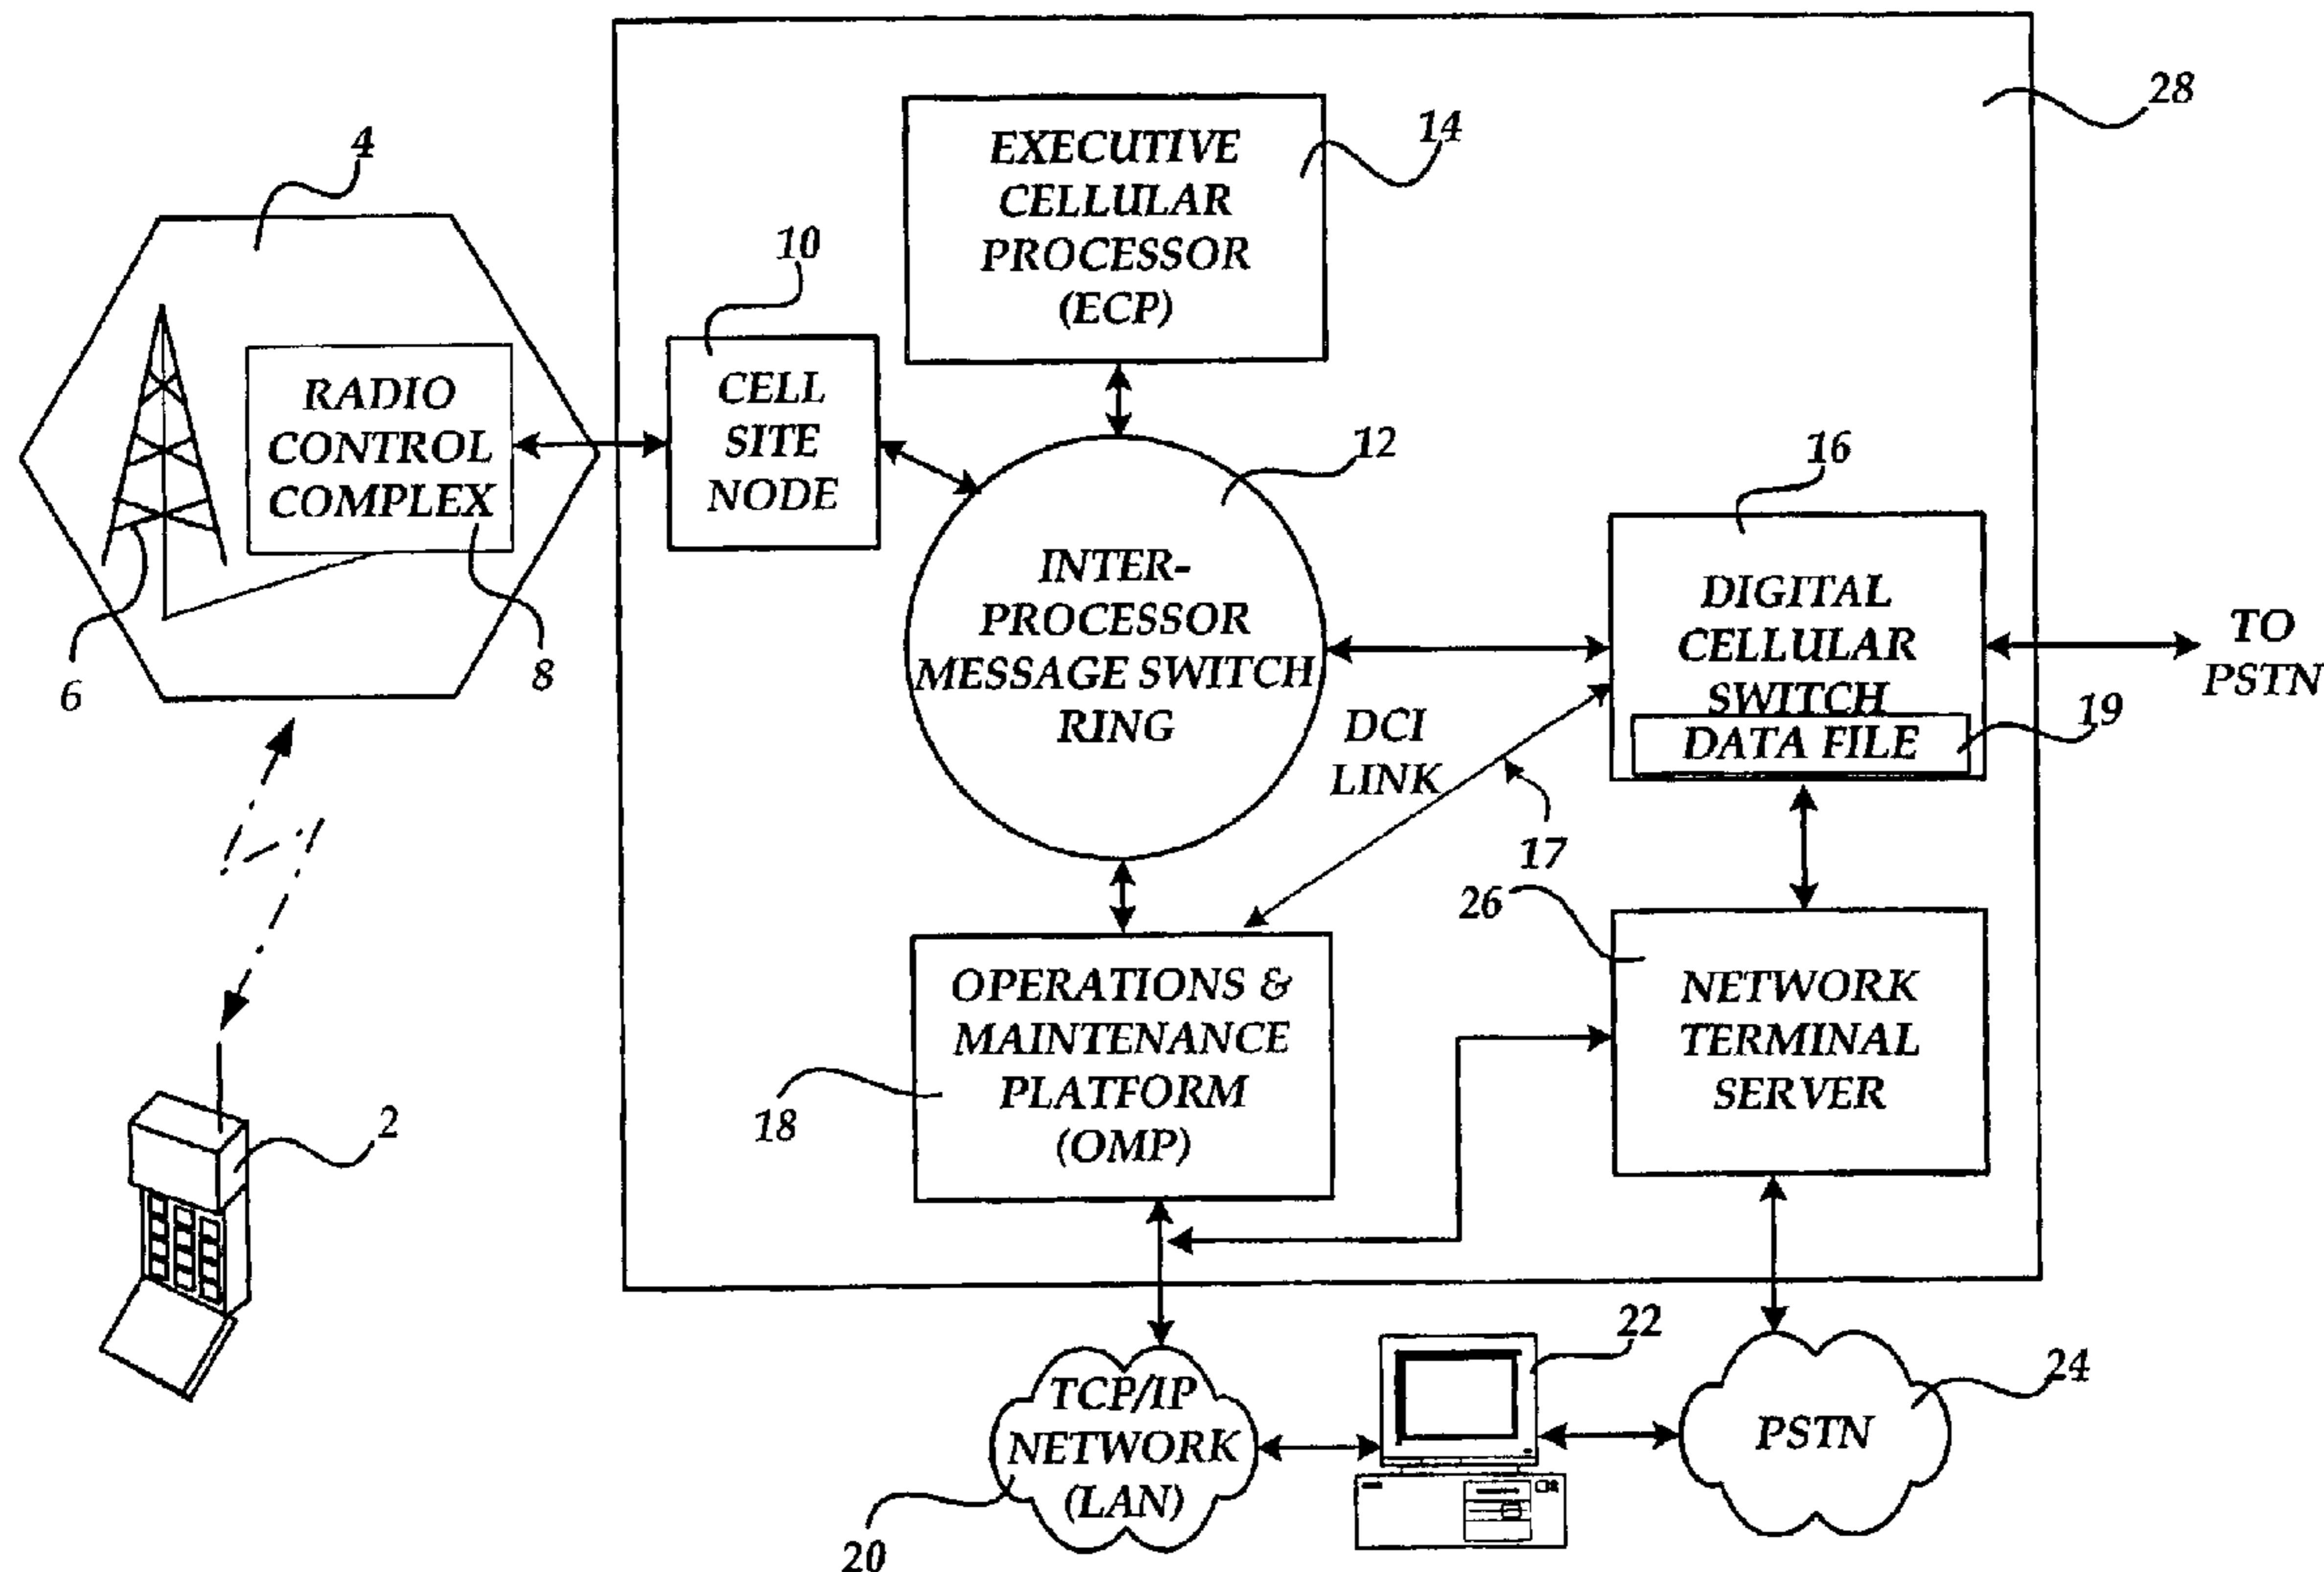 28
4
14
EXECUTIVE
CELLULAR
PROCESSOR
(ECP)
10
CELL
SITE
NODE
RADIO
CONTROL
COMPLEX
6
8
12
INTER-
PROCESSOR
MESSAGE SWITCH
RING
16
DIGITAL
CELLULAR
SWITCH
DATA FILE
19
TO
PSTN
DCI
LINK
17
26
NETWORK
TERMINAL
SERVER
OPERATIONS &
MAINTENANCE
PLATFORM
(OMP)
18
2
TCP/IP
NETWORK
(LAN)
20
22
PSTN
24